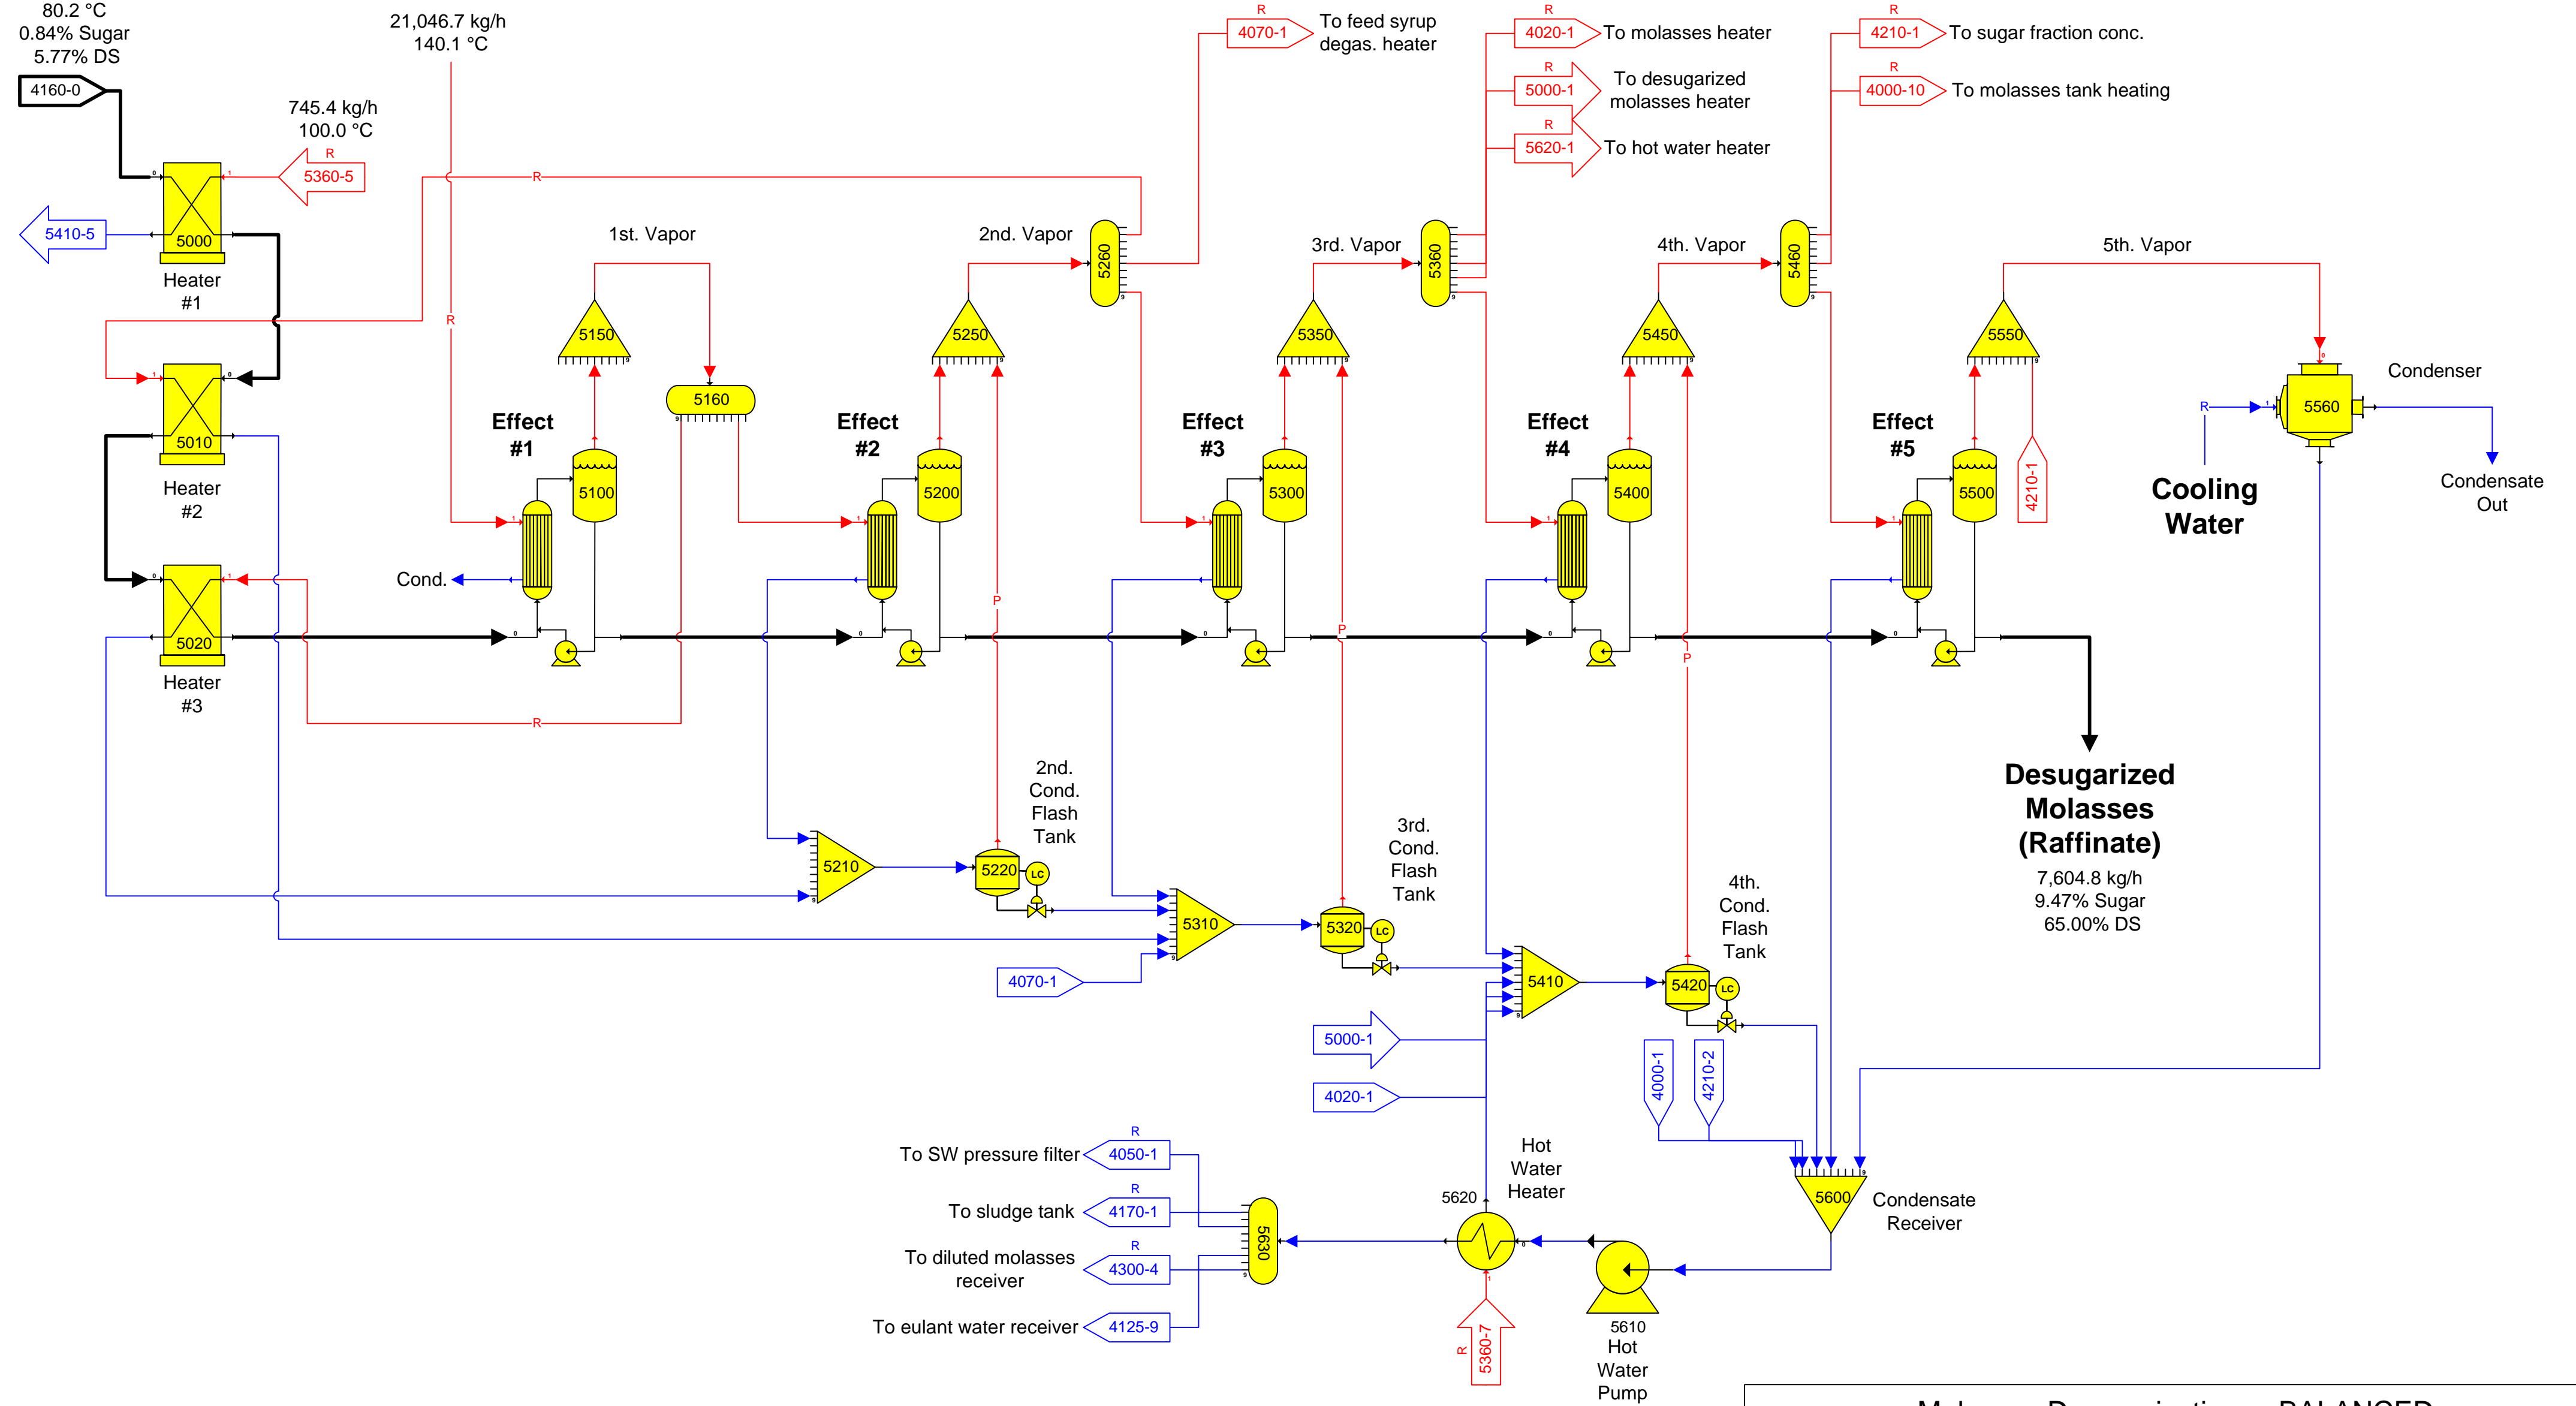 80.2 °C
0.84% Sugar
5.77% DS
4160-0
21,046.7 kg/h
140.1 °C
745.4 kg/h
100.0 °C
R
5360-5
5410-5
5000
Heater
#1
R
4070-1
To feed syrup
degas. heater
R
4020-1
To molasses heater
R
5000-1
To desugarized
molasses heater
R
5620-1
To hot water heater
R
4210-1
To sugar fraction conc.
4000-10
To molasses tank heating
R
R
1st. Vapor
2nd. Vapor
5260
3rd. Vapor
5360
4th. Vapor
5460
5th. Vapor
5150
5250
5350
5450
5550
5160
5010
Heater
#2
5020
Heater
#3
Effect
#1
5100
Effect
#2
5200
Effect
#3
5300
Effect
#4
5400
Effect
#5
5500
4210-1
R
5560
Condenser
Cooling
Water
Condensate
Out
Cond.
R
P
P
P
2nd.
Cond.
Flash
Tank
5210
5220
LC
3rd.
Cond.
Flash
Tank
5310
5320
LC
4070-1
4th.
Cond.
Flash
Tank
5410
5420
LC
5000-1
4020-1
4000-1
4210-2
Desugarized
Molasses
(Raffinate)
7,604.8 kg/h
9.47% Sugar
65.00% DS
To SW pressure filter
R
4050-1
To sludge tank
R
4170-1
To diluted molasses
receiver
R
4300-4
To eulant water receiver
4125-9
5630
5620
Hot
Water
Heater
R
5360-7
5610
Hot
Water
Pump
5600
Condensate
Receiver